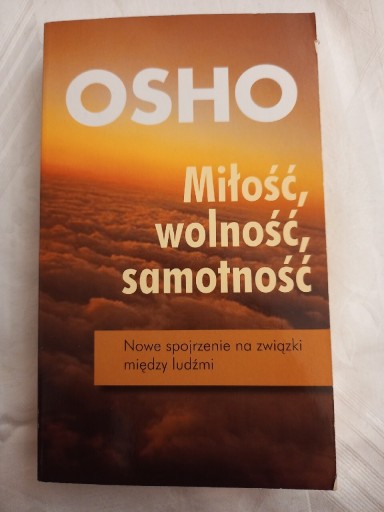 OSHO
Miłość,
wolność,
samotność
Nowe spojrzenie na związki
między ludźmi